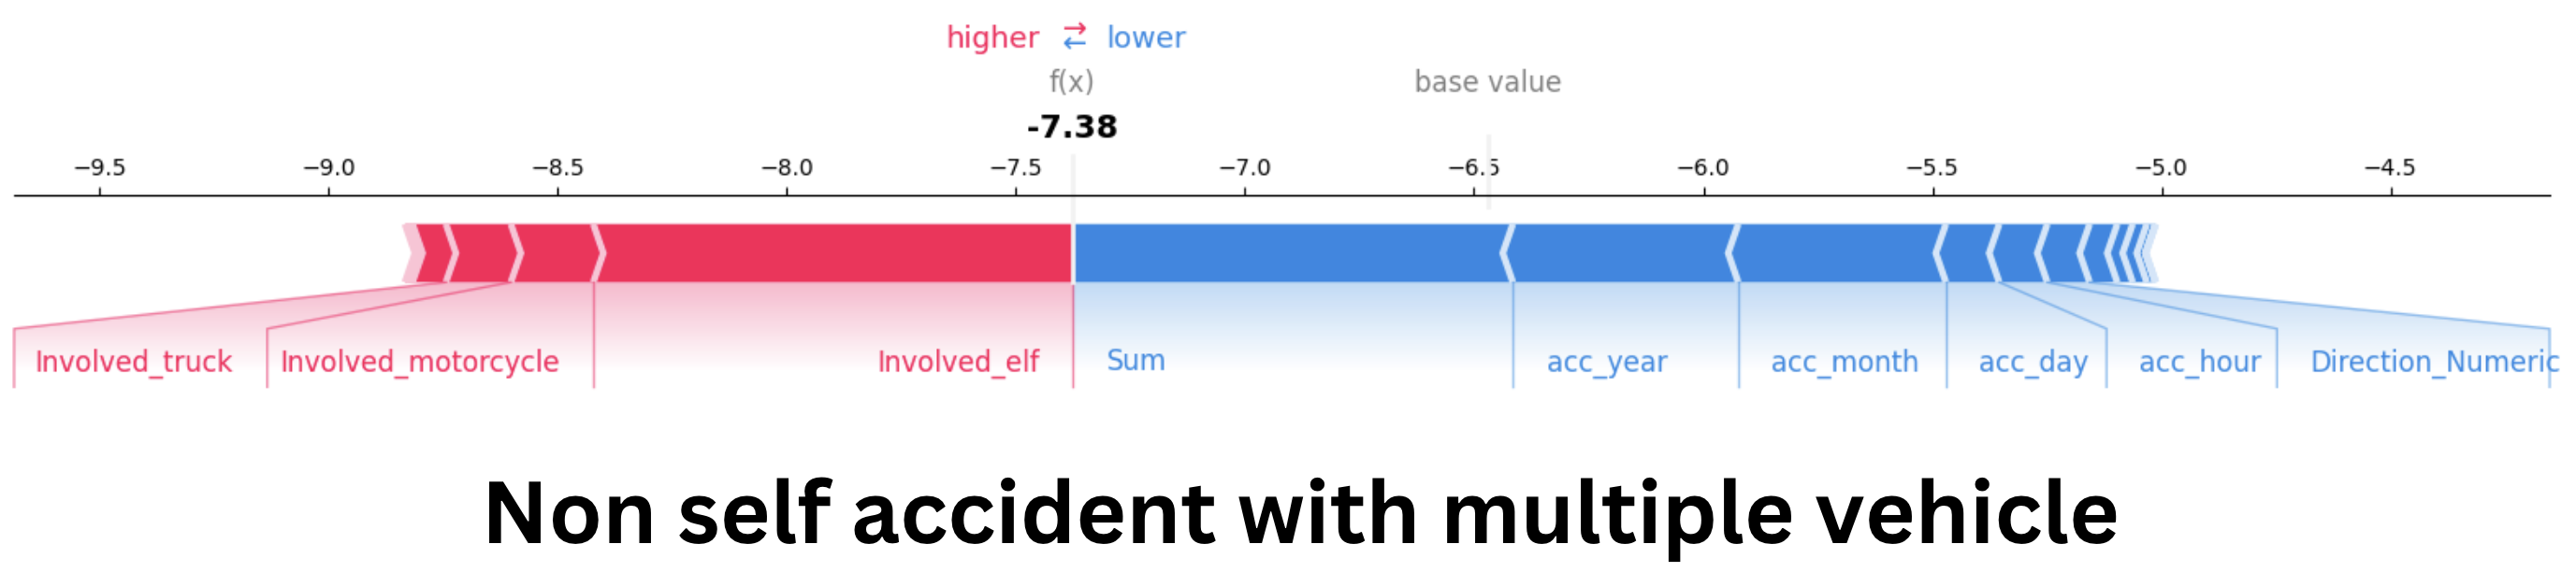 higher ⇄ lower
f(x) base value
-7.38
−9.5 −9.0 −8.5 −8.0 −7.5 −7.0 −6.5 −6.0 −5.5 −5.0 −4.5
Involved_truck Involved_motorcycle Involved_elf Sum acc_year acc_month acc_day acc_hour Direction_Numeric
Non self accident with multiple vehicle